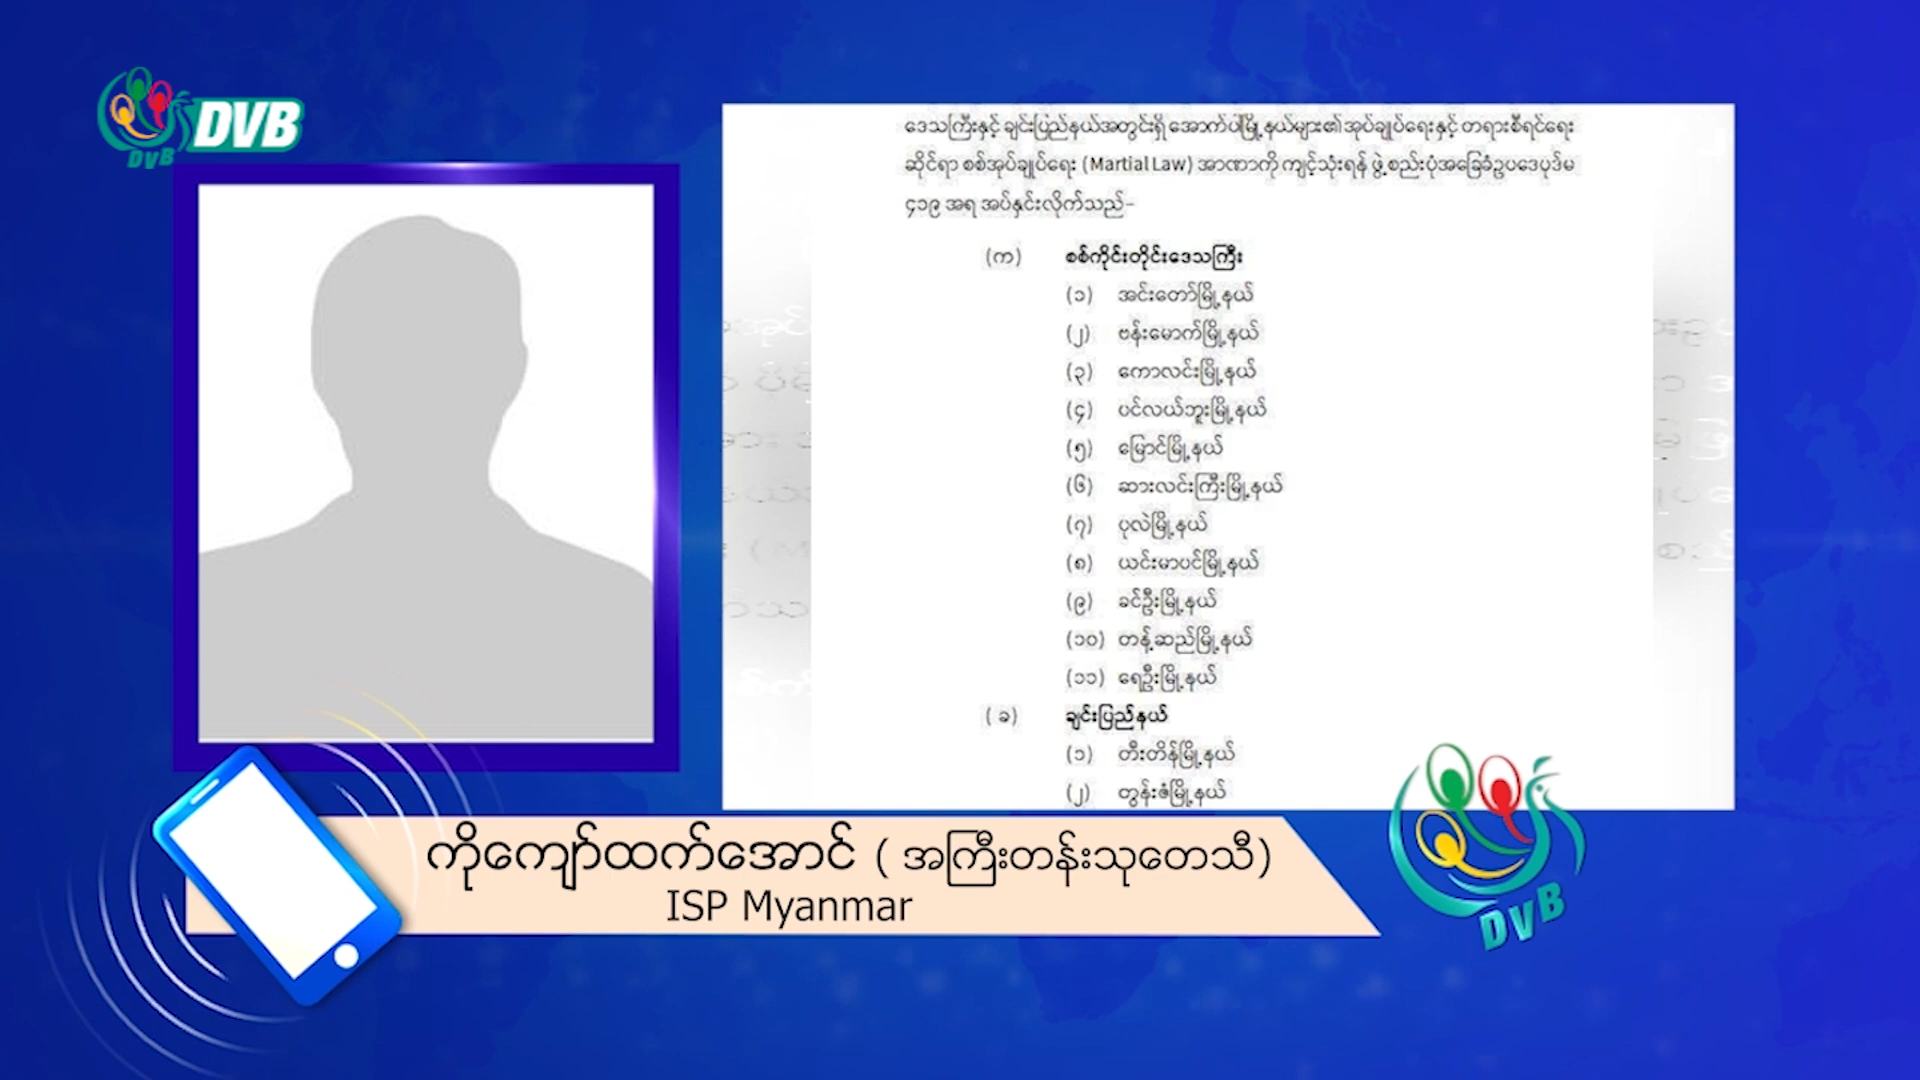 DVB
DVB
ဒေသကြီးနှင့် ချင်းပြည်နယ်အတွင်းရှိ အောက်ပါမြို့နယ်များ၏ အုပ်ချုပ်ရေးနှင့် တရားစီရင်ရေး
ဆိုင်ရာ စစ်အုပ်ချုပ်ရေး (Martial Law) အာဏာကို ကျင့်သုံးရန် ဖွဲ့စည်းပုံအခြေခံဥပဒေပုဒ်မ
၄၁၉ အရ အပ်နှင်းလိုက်သည်-
(က) စစ်ကိုင်းတိုင်းဒေသကြီး
(၁) အင်းတော်မြို့နယ်
(၂) ဗန်းမောက်မြို့နယ်
(၃) ကောလင်းမြို့နယ်
(၄) ပင်လယ်ဘူးမြို့နယ်
(၅) မြောင်မြို့နယ်
(၆) ဆားလင်းကြီးမြို့နယ်
(၇) ပုလဲမြို့နယ်
(၈) ယင်းမာပင်မြို့နယ်
(၉) ခင်ဦးမြို့နယ်
(၁၀) တန့်ဆည်မြို့နယ်
(၁၁) ရေဦးမြို့နယ်
(ခ) ချင်းပြည်နယ်
(၁) တီးတိန်မြို့နယ်
(၂) တွန်းဇံမြို့နယ်
ကိုကျော်ထက်အောင် ( အကြီးတန်းသုတေသီ)
ISP Myanmar
DVB